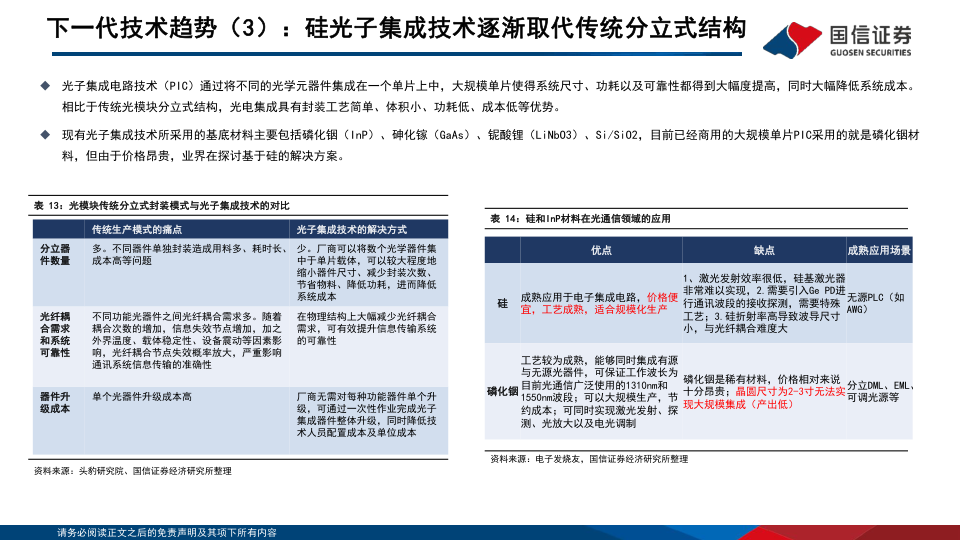 下一代技术趋势（3）：硅光子集成技术逐渐取代传统分立式结构
国信证券
GUOSEN SECURITIES
◆ 光子集成电路技术（PIC）通过将不同的光学元器件集成在一个单片上中，大规模单片使得系统尺寸、功耗以及可靠性都得到大幅度提高，同时大幅降低系统成本。
相比于传统光模块分立式结构，光电集成具有封装工艺简单、体积小、功耗低、成本低等优势。
◆ 现有光子集成技术所采用的基底材料主要包括磷化铟（InP）、砷化镓（GaAs）、铌酸锂（LiNbO3）、Si/SiO2，目前已经商用的大规模单片PIC采用的就是磷化铟材
料，但由于价格昂贵，业界在探讨基于硅的解决方案。
表 13：光模块传统分立式封装模式与光子集成技术的对比
传统生产模式的痛点
光子集成技术的解决方式
分立器
件数量
多。不同器件单独封装造成用料多、耗时长、
成本高等问题
少。厂商可以将数个光学器件集
中于单片载体，可以较大程度地
缩小器件尺寸、减少封装次数、
节省物料、降低功耗，进而降低
系统成本
光纤耦
合需求
和系统
可靠性
不同功能光器件之间光纤耦合需求多。随着
耦合次数的增加，信息失效节点增加，加之
外界温度、载体稳定性、设备震动等因素影
响，光纤耦合节点失效概率放大，严重影响
通讯系统信息传输的准确性
在物理结构上大幅减少光纤耦合
需求，可有效提升信息传输系统
的可靠性
器件升
级成本
单个光器件升级成本高
厂商无需对每种功能器件单个升
级，可通过一次性作业完成光子
集成器件整体升级，同时降低技
术人员配置成本及单位成本
资料来源：头豹研究院、国信证券经济研究所整理
表 14：硅和InP材料在光通信领域的应用
优点
缺点
成熟应用场景
硅
成熟应用于电子集成电路，价格便
宜，工艺成熟，适合规模化生产
1、激光发射效率很低，硅基激光器
非常难以实现，2.需要引入Ge PD进
行通讯波段的接收探测，需要特殊
工艺；3.硅折射率高导致波导尺寸
小，与光纤耦合难度大
无源PLC（如
AWG）
磷化铟
工艺较为成熟，能够同时集成有源
与无源光器件，可保证工作波长为
目前光通信广泛使用的1310nm和
1550nm波段；可以大规模生产，节
约成本；可同时实现激光发射、探
测、光放大以及电光调制
磷化铟是稀有材料，价格相对来说
十分昂贵；晶圆尺寸为2-3寸无法实
现大规模集成（产出低）
分立DML、EML、
可调光源等
资料来源：电子发烧友，国信证券经济研究所整理
请务必阅读正文之后的免责声明及其项下所有内容